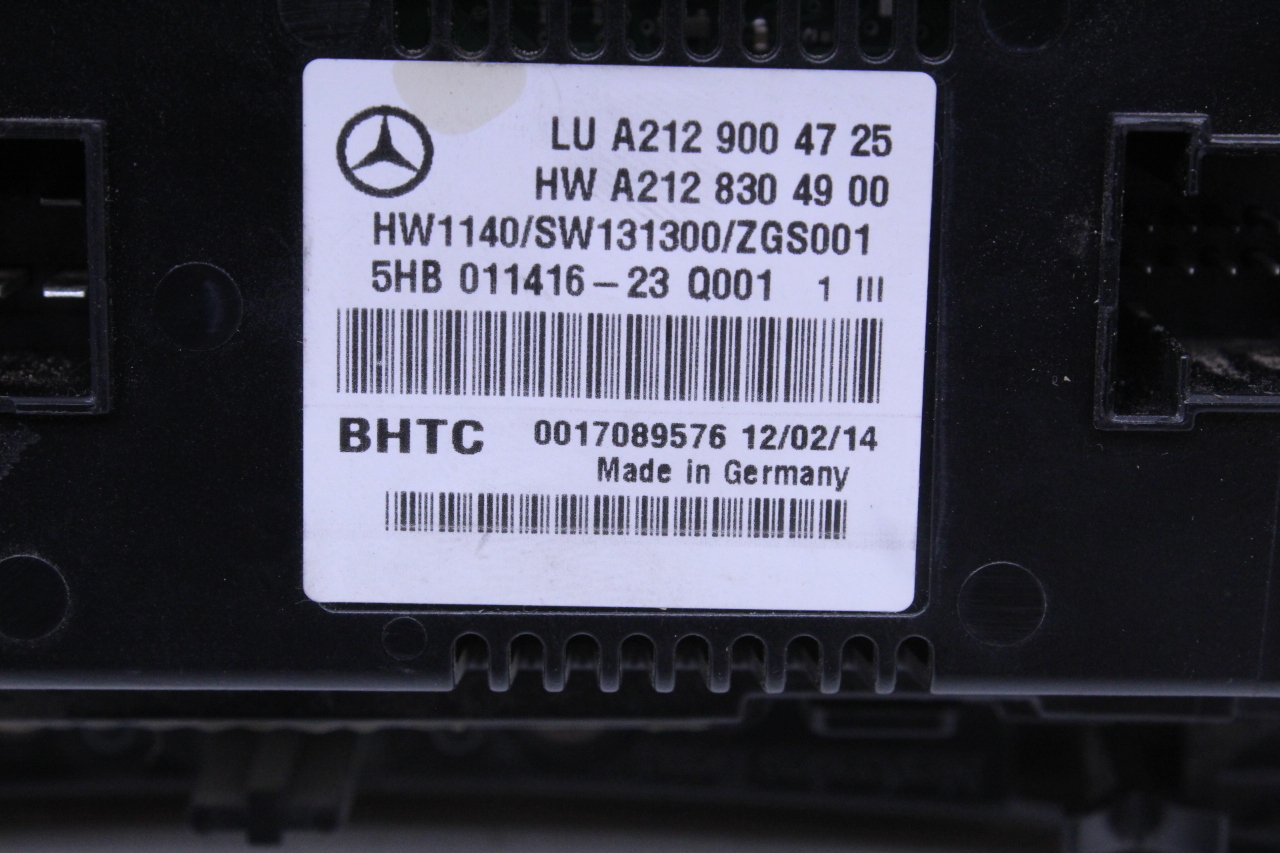 LU A212 900 47 25
HW A212 830 49 00
HW1140/SW131300/ZGS001
5HB 011416-23 Q001 1 III
BHTC 0017089576 12/02/14
Made in Germany